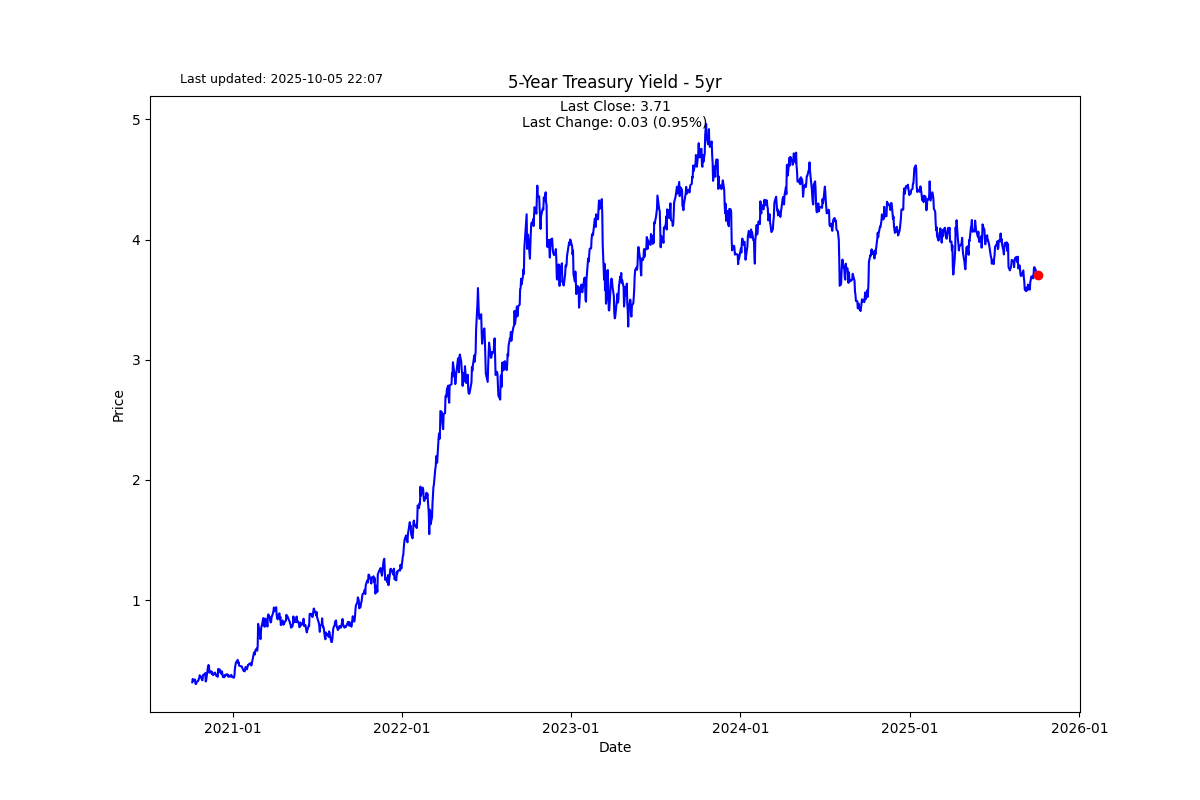 Last updated: 2025-10-05 22:07
5-Year Treasury Yield - 5yr
Last Close: 3.71
Last Change: 0.03 (0.95%)
5
4
3
2
1
Price
2021-01
2022-01
2023-01
2024-01
2025-01
2026-01
Date